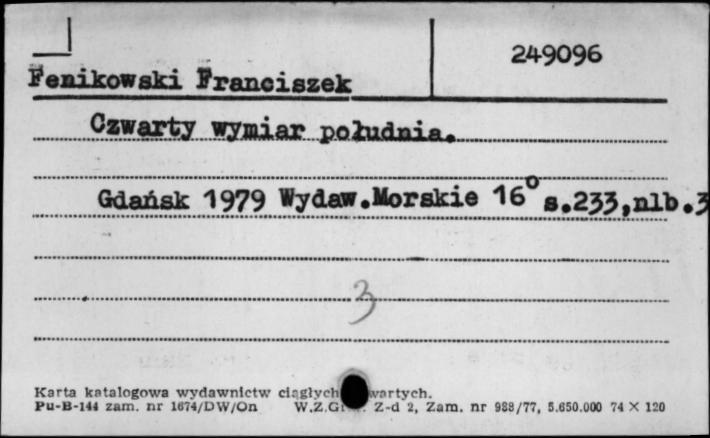 249096
Fenikowski Franciszek
Czwarty wymiar południa.
Gdańsk 1979 Wydaw.Morskie 16° s.233,nlb.3
3
Karta katalogowa wydawnictw ciągłych wartych.
Pu-B-144 zam. nr 1674/DW/On W.Z.G Z-d 2, Zam. nr 988/77, 5.650.000 74 × 120